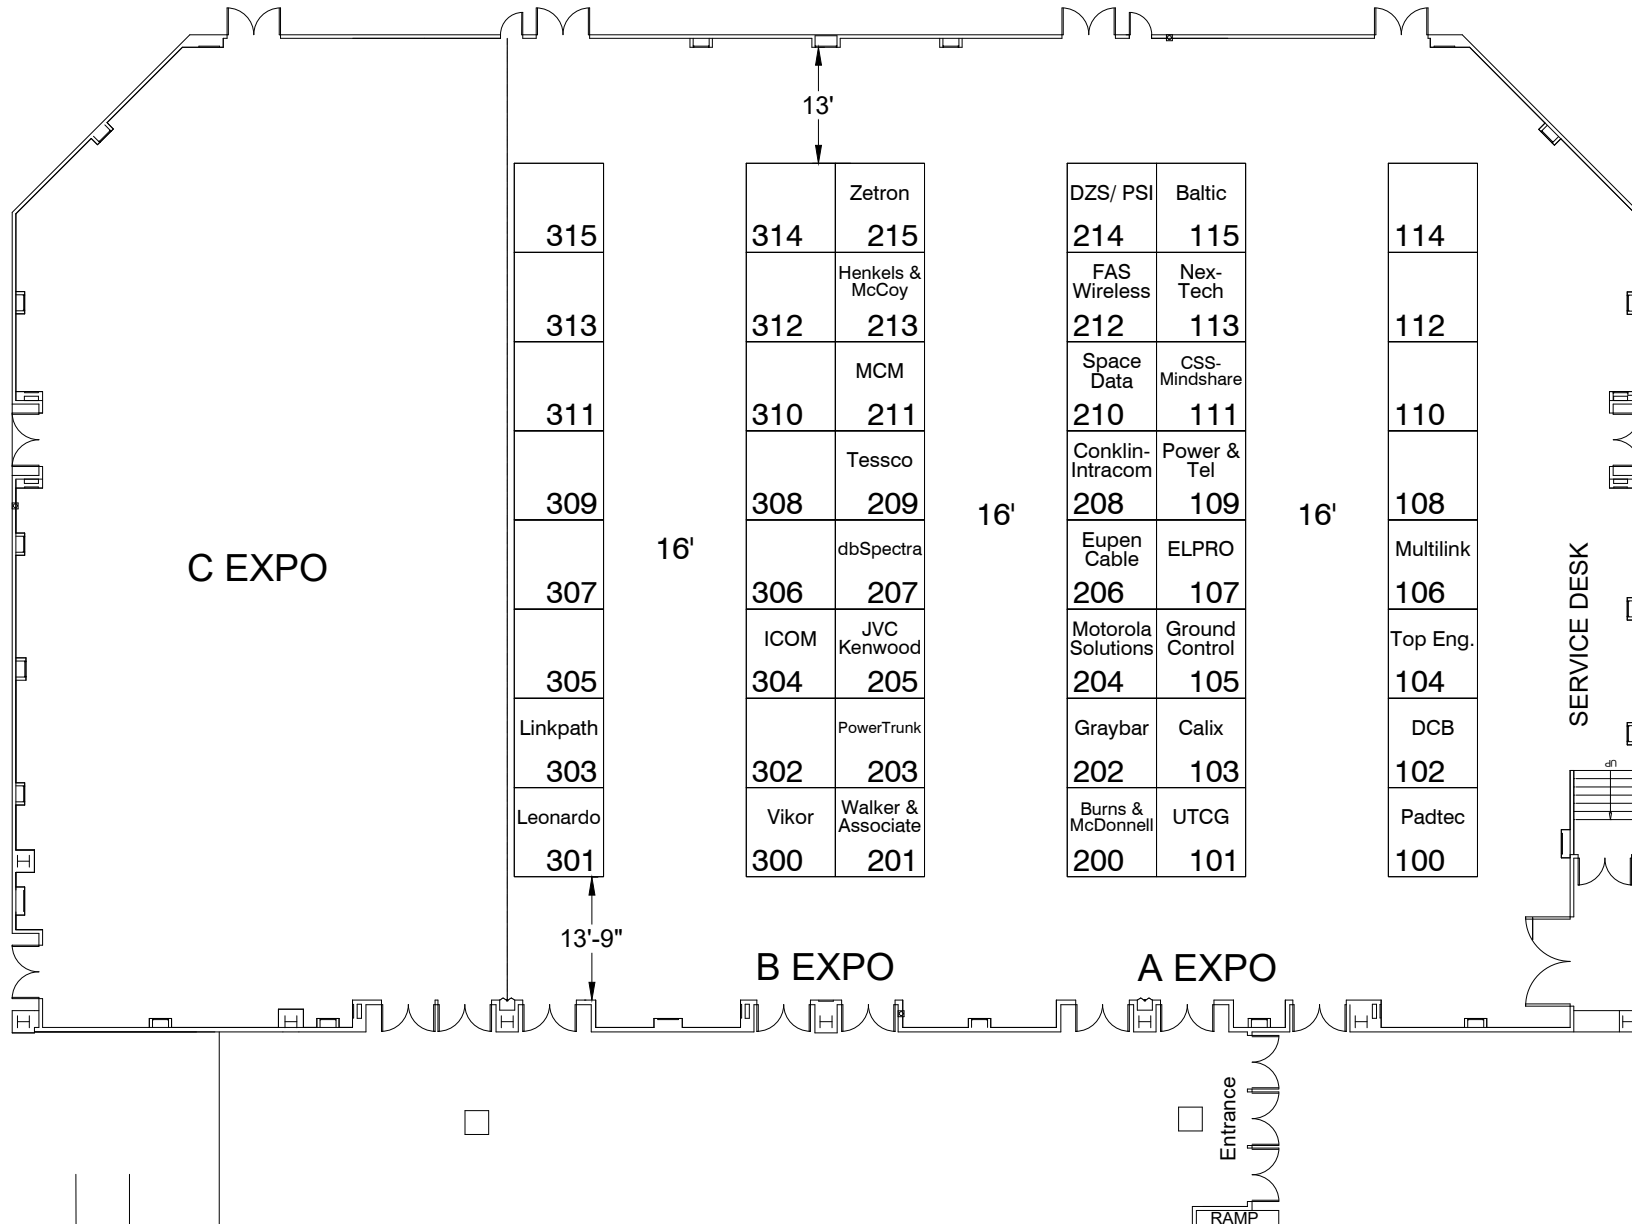 13'
315
314
Zetron
215
DZS/ PSI
214
Baltic
115
114
313
312
Henkels &
McCoy
213
FAS
Wireless
212
Nex-
Tech
113
112
311
310
MCM
211
Space
Data
210
CSS-
Mindshare
111
110
309
308
Tessco
209
Conklin-
Intracom
208
Power &
Tel
109
108
16'
16'
16'
C EXPO
307
306
dbSpectra
207
Eupen
Cable
206
ELPRO
107
Multilink
106
SERVICE DESK
305
ICOM
304
JVC
Kenwood
205
Motorola
Solutions
204
Ground
Control
105
Top Eng.
104
Linkpath
303
302
PowerTrunk
203
Graybar
202
Calix
103
DCB
102
UP
Leonardo
301
Vikor
300
Walker &
Associate
201
Burns &
McDonnell
200
UTCG
101
Padtec
100
13'-9"
B EXPO
A EXPO
Entrance
RAMP